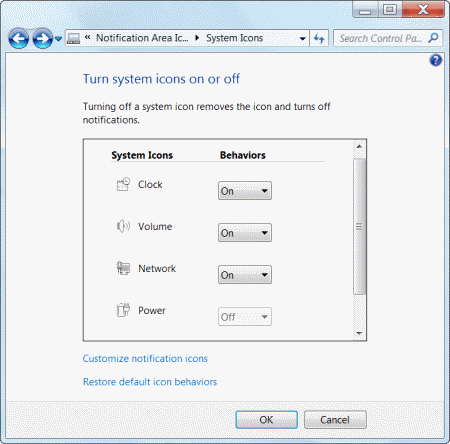 « Notification Area Ic... ▸ System Icons
Search Control Pa...
Turn system icons on or off
Turning off a system icon removes the icon and turns off
notifications.
System Icons Behaviors
Clock On
Volume On
Network On
Power Off
Customize notification icons
Restore default icon behaviors
OK Cancel